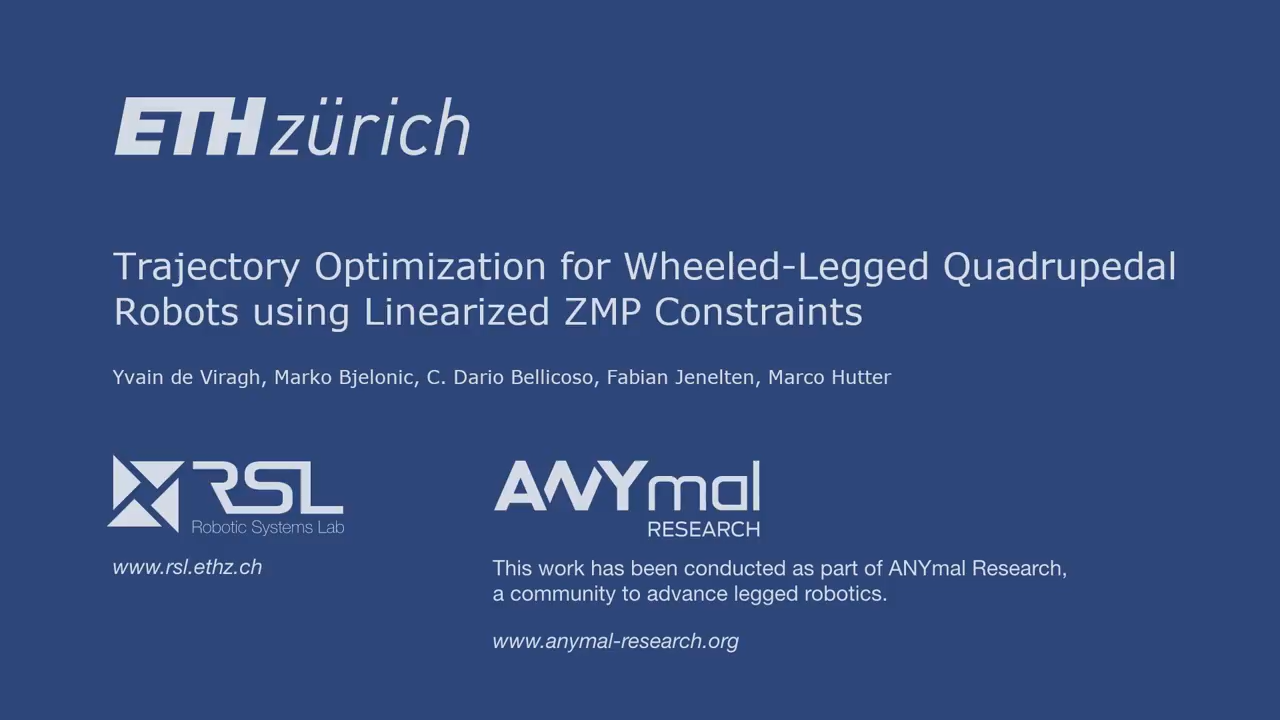 ETH zürich
Trajectory Optimization for Wheeled-Legged Quadrupedal
Robots using Linearized ZMP Constraints
Yvain de Viragh, Marko Bjelonic, C. Dario Bellicoso, Fabian Jenelten, Marco Hutter
RSL
Robotic Systems Lab
www.rsl.ethz.ch
ANYmal
RESEARCH
This work has been conducted as part of ANYmal Research,
a community to advance legged robotics.
www.anymal-research.org